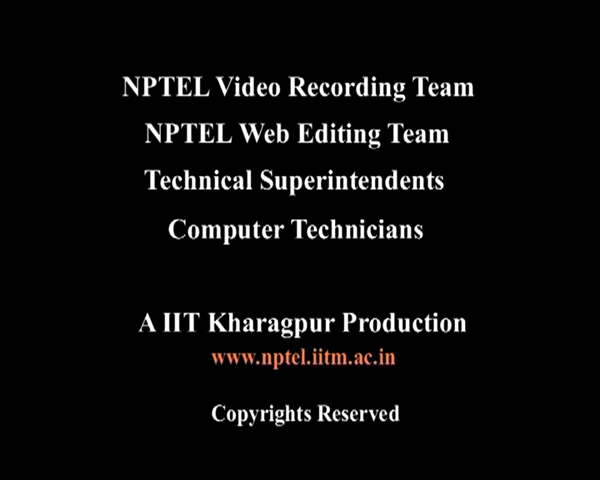 NPTEL Video Recording Team
NPTEL Web Editing Team
Technical Superintendents
Computer Technicians
A IIT Kharagpur Production
www.nptel.iitm.ac.in
Copyrights Reserved